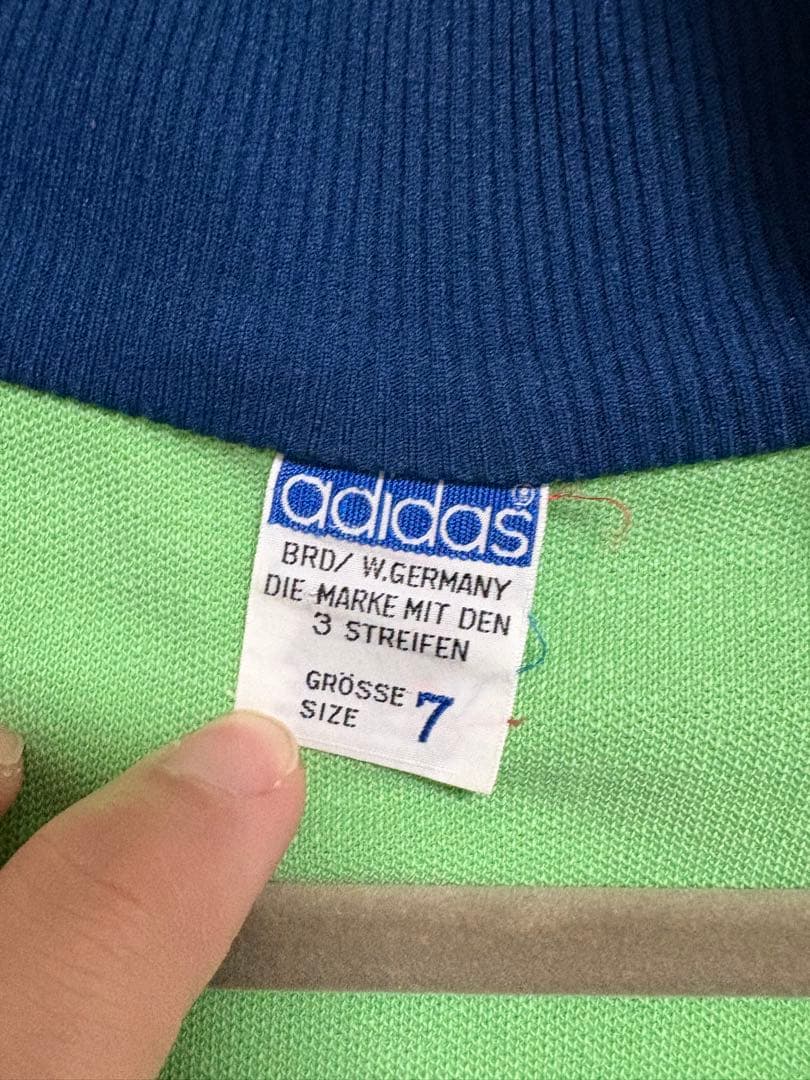 adidas®
BRD/ W.GERMANY
DIE MARKE MIT DEN
3 STREIFEN
GRÖSSE 7
SIZE